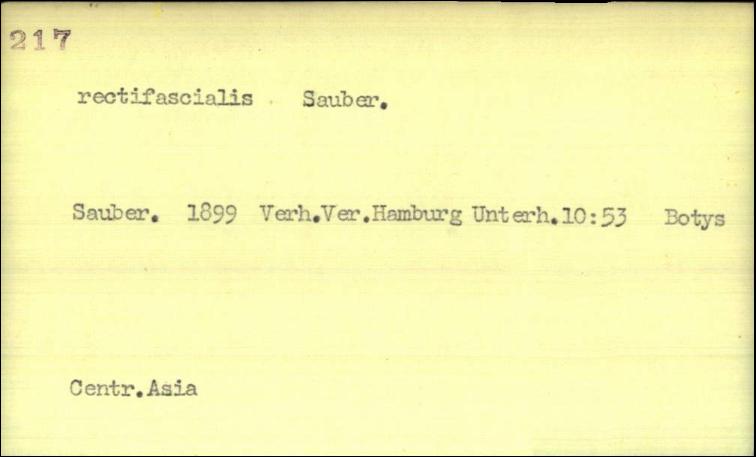 217
rectifascialis Sauber.
Sauber. 1899 Verh.Ver.Hamburg Unterh.10:53 Botys
Centr.Asia